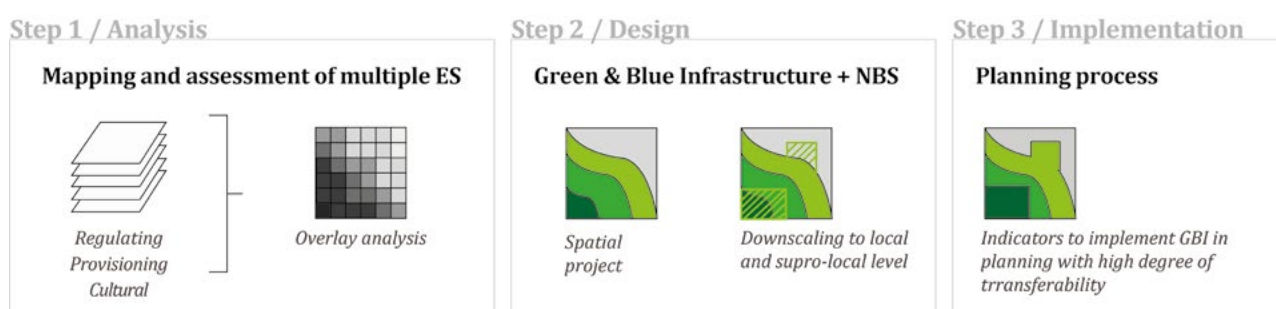 Step 1 / Analysis
Mapping and assessment of multiple ES
Regulating
Provisioning
Cultural
Overlay analysis
Step 2 / Design
Green & Blue Infrastructure + NBS
Spatial
project
Downscaling to local
and supro-local level
Step 3 / Implementation
Planning process
Indicators to implement GBI in
planning with high degree of
trransferability